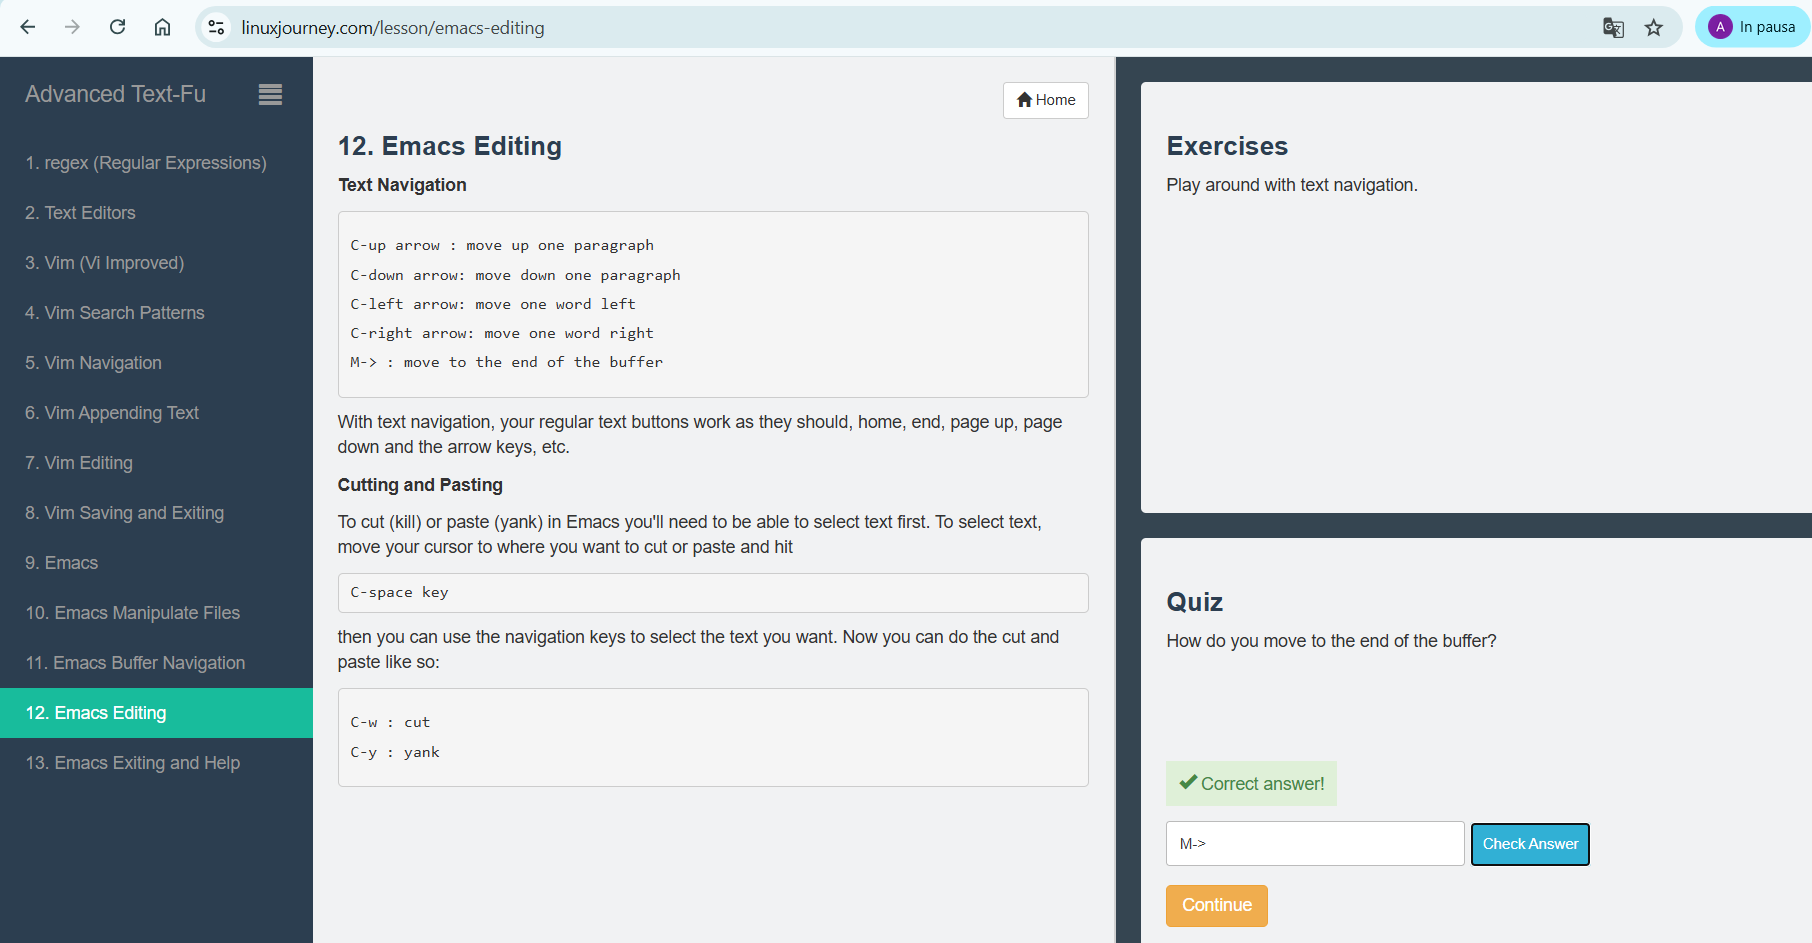 linuxjourney.com/lesson/emacs-editing
A In pausa
Advanced Text-Fu
1. regex (Regular Expressions)
2. Text Editors
3. Vim (Vi Improved)
4. Vim Search Patterns
5. Vim Navigation
6. Vim Appending Text
7. Vim Editing
8. Vim Saving and Exiting
9. Emacs
10. Emacs Manipulate Files
11. Emacs Buffer Navigation
12. Emacs Editing
13. Emacs Exiting and Help
Home
12. Emacs Editing
Text Navigation
C-up arrow : move up one paragraph
C-down arrow: move down one paragraph
C-left arrow: move one word left
C-right arrow: move one word right
M-> : move to the end of the buffer
With text navigation, your regular text buttons work as they should, home, end, page up, page
down and the arrow keys, etc.
Cutting and Pasting
To cut (kill) or paste (yank) in Emacs you'll need to be able to select text first. To select text,
move your cursor to where you want to cut or paste and hit
C-space key
then you can use the navigation keys to select the text you want. Now you can do the cut and
paste like so:
C-w : cut
C-y : yank
Exercises
Play around with text navigation.
Quiz
How do you move to the end of the buffer?
Correct answer!
M->
Check Answer
Continue